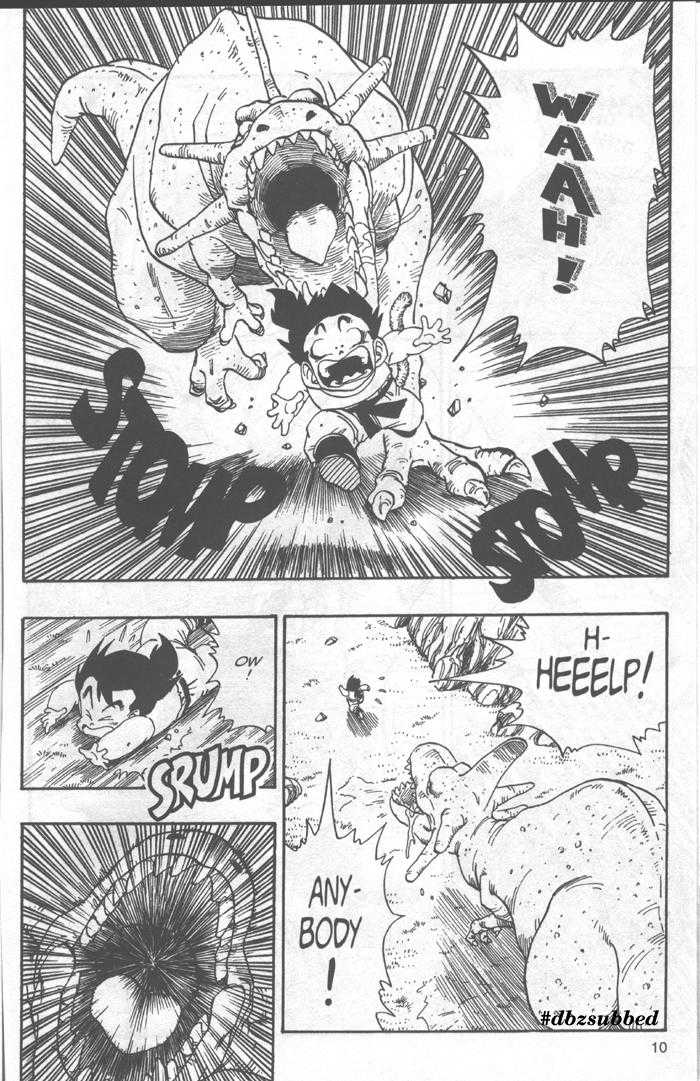 WAAH!
STOMP
STOMP
H-
HEEELP!
ANY-
BODY
!
OW
!
SRUMP
#dbzsubbed
10